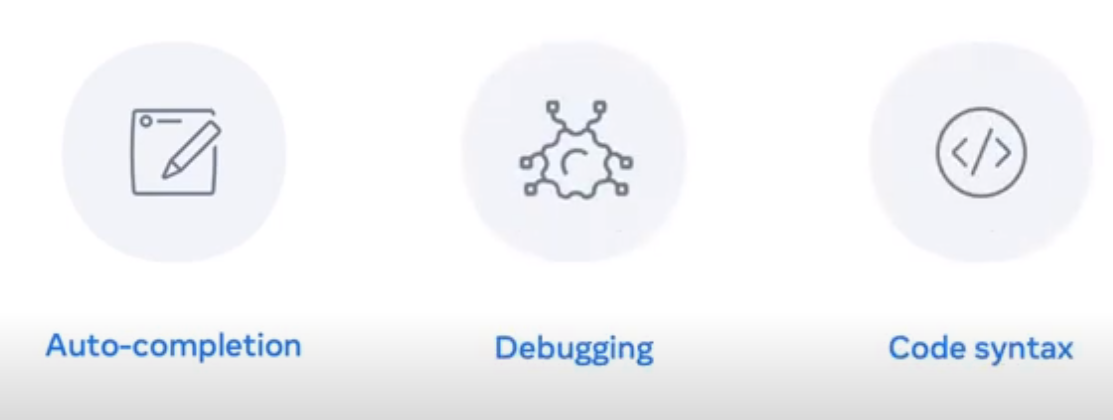 Auto-completion
Debugging
Code syntax